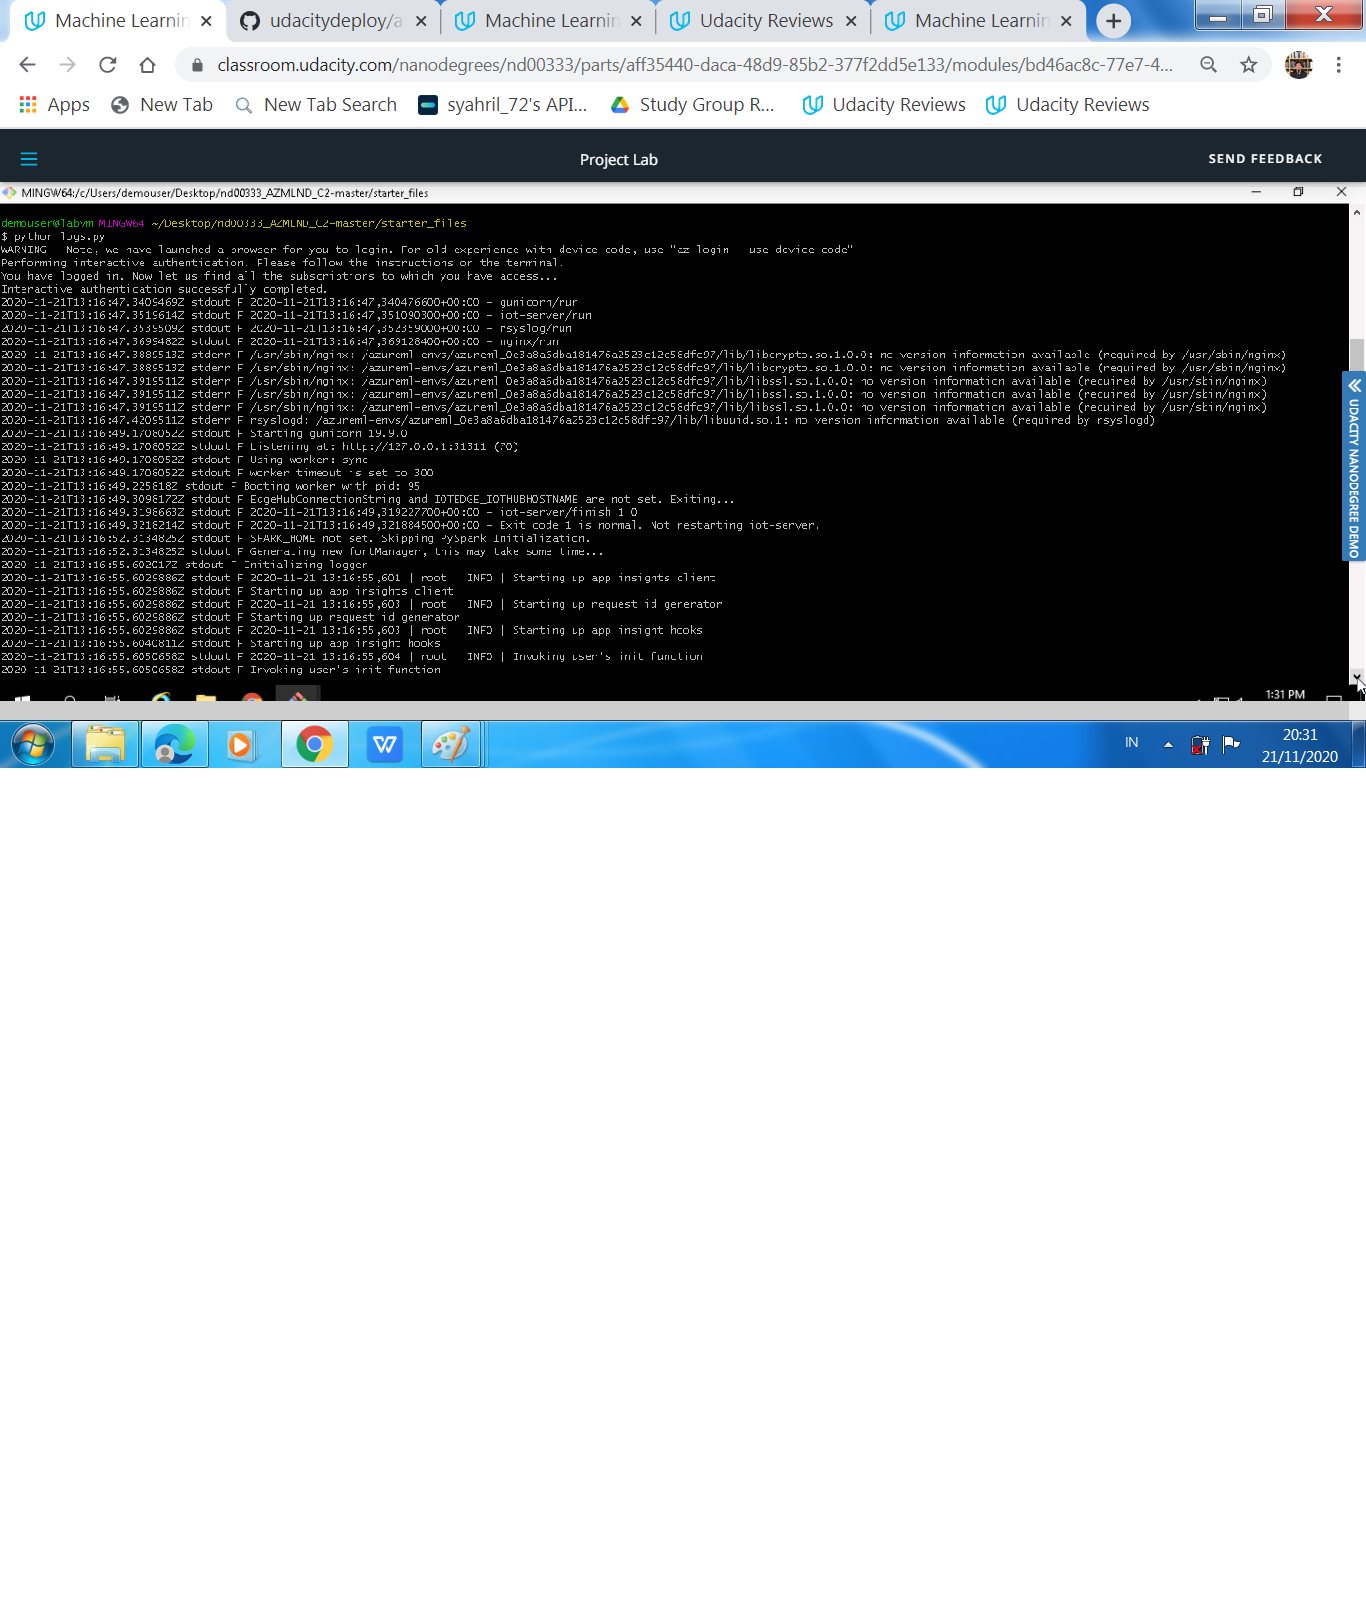 Machine Learnin
udacitydeploy/a
Machine Learnin
Udacity Reviews
Machine Learnin
classroom.udacity.com/nanodegrees/nd00333/parts/aff35440-daca-48d9-85b2-377f2dd5e133/modules/bd46ac8c-77e7-4...
Apps
New Tab
New Tab Search
syahril_72's API...
Study Group R...
Udacity Reviews
Udacity Reviews
Project Lab
SEND FEEDBACK
MINGW64:/c/Users/demouser/Desktop/nd00333_AZMLND_C2-master/starter_files
demouser@labvm MINGW64 ~/Desktop/nd00333_AZMLND_C2-master/starter_files
$ python logs.py
WARNING - Note, we have launched a browser for you to login. For old experience with device code, use "az login --use-device-code"
Performing interactive authentication. Please follow the instructions on the terminal.
You have logged in. Now let us find all the subscriptions to which you have access...
Interactive authentication successfully completed.
2020-11-21T13:16:47.3409469Z stdout F 2020-11-21T13:16:47,340476600+00:00 - gunicorn/run
2020-11-21T13:16:47.3519614Z stdout F 2020-11-21T13:16:47,351090300+00:00 - iot-server/run
2020-11-21T13:16:47.3539509Z stdout F 2020-11-21T13:16:47,352359000+00:00 - rsyslog/run
2020-11-21T13:16:47.3699482Z stdout F 2020-11-21T13:16:47,369128400+00:00 - nginx/run
2020-11-21T13:16:47.3889513Z stderr F /usr/sbin/nginx: /azureml-envs/azureml_0e3a8a6dba181476a2523c12c58dfc97/lib/libcrypto.so.1.0.0: no version information available (required by /usr/sbin/nginx)
2020-11-21T13:16:47.3889513Z stderr F /usr/sbin/nginx: /azureml-envs/azureml_0e3a8a6dba181476a2523c12c58dfc97/lib/libcrypto.so.1.0.0: no version information available (required by /usr/sbin/nginx)
2020-11-21T13:16:47.3919511Z stderr F /usr/sbin/nginx: /azureml-envs/azureml_0e3a8a6dba181476a2523c12c58dfc97/lib/libssl.so.1.0.0: no version information available (required by /usr/sbin/nginx)
2020-11-21T13:16:47.3919511Z stderr F /usr/sbin/nginx: /azureml-envs/azureml_0e3a8a6dba181476a2523c12c58dfc97/lib/libssl.so.1.0.0: no version information available (required by /usr/sbin/nginx)
2020-11-21T13:16:47.3919511Z stderr F /usr/sbin/nginx: /azureml-envs/azureml_0e3a8a6dba181476a2523c12c58dfc97/lib/libssl.so.1.0.0: no version information available (required by /usr/sbin/nginx)
2020-11-21T13:16:47.4209511Z stderr F rsyslogd: /azureml-envs/azureml_0e3a8a6dba181476a2523c12c58dfc97/lib/libuuid.so.1: no version information available (required by rsyslogd)
2020-11-21T13:16:49.1708052Z stdout F Starting gunicorn 19.9.0
2020-11-21T13:16:49.1708052Z stdout F Listening at: http://127.0.0.1:31311 (70)
2020-11-21T13:16:49.1708052Z stdout F Using worker: sync
2020-11-21T13:16:49.1708052Z stdout F worker timeout is set to 300
2020-11-21T13:16:49.225818Z stdout F Booting worker with pid: 95
2020-11-21T13:16:49.3098172Z stdout F EdgeHubConnectionString and IOTEDGE_IOTHUBHOSTNAME are not set. Exiting...
2020-11-21T13:16:49.3198663Z stdout F 2020-11-21T13:16:49,319227700+00:00 - iot-server/finish 1 0
2020-11-21T13:16:49.3218214Z stdout F 2020-11-21T13:16:49,321884500+00:00 - Exit code 1 is normal. Not restarting iot-server.
2020-11-21T13:16:52.3134825Z stdout F SPARK_HOME not set. Skipping PySpark Initialization.
2020-11-21T13:16:52.3134825Z stdout F Generating new fontManager, this may take some time...
2020-11-21T13:16:55.602017Z stdout F Initializing logger
2020-11-21T13:16:55.6029886Z stdout F 2020-11-21 13:16:55,601 | root | INFO | Starting up app insights client
2020-11-21T13:16:55.6029886Z stdout F Starting up app insights client
2020-11-21T13:16:55.6029886Z stdout F 2020-11-21 13:16:55,603 | root | INFO | Starting up request id generator
2020-11-21T13:16:55.6029886Z stdout F Starting up request id generator
2020-11-21T13:16:55.6029886Z stdout F 2020-11-21 13:16:55,603 | root | INFO | Starting up app insight hooks
2020-11-21T13:16:55.6040811Z stdout F Starting up app insight hooks
2020-11-21T13:16:55.6050658Z stdout F 2020-11-21 13:16:55,604 | root | INFO | Invoking user's init function
2020-11-21T13:16:55.6050658Z stdout F Invoking user's init function
UDACITY NANODEGREE DEMO
1:31 PM
IN
20:31
21/11/2020